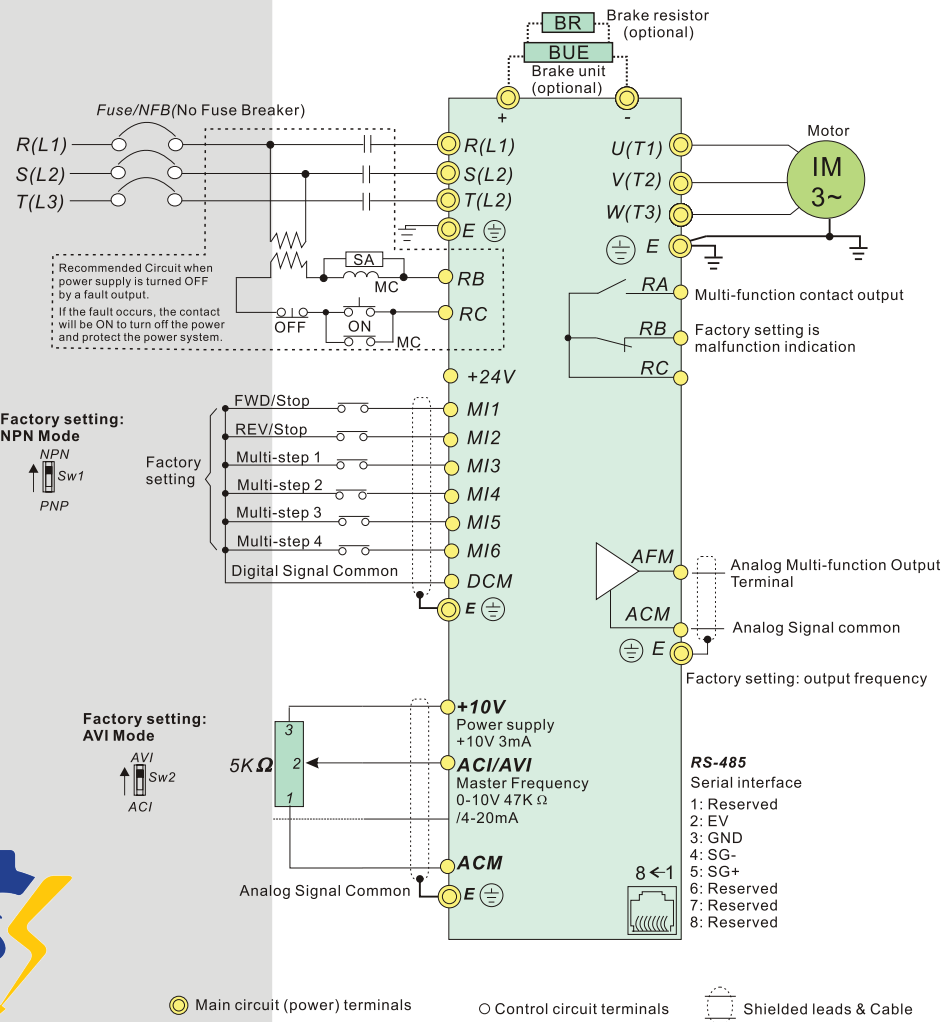 BR
Brake resistor
(optional)
BUE
Brake unit
(optional)
+
-
Fuse/NFB(No Fuse Breaker)
R(L1)
S(L2)
T(L3)
R(L1)
S(L2)
T(L2)
E
U(T1)
V(T2)
W(T3)
E
Motor
IM
3~
Recommended Circuit when
power supply is turned OFF
by a fault output.
If the fault occurs, the contact
will be ON to turn off the power
and protect the power system.
SA
MC
OFF
ON
MC
RB
RC
RA
Multi-function contact output
RB
Factory setting is
malfunction indication
RC
+24V
Factory setting:
NPN Mode
NPN
Sw1
PNP
Factory
setting
FWD/Stop
MI1
REV/Stop
MI2
Multi-step 1
MI3
Multi-step 2
MI4
Multi-step 3
MI5
Multi-step 4
MI6
Digital Signal Common
DCM
E
AFM
Analog Multi-function Output
Terminal
ACM
Analog Signal common
E
Factory setting: output frequency
Factory setting:
AVI Mode
AVI
Sw2
ACI
5KΩ
3
2
1
+10V
Power supply
+10V 3mA
ACI/AVI
Master Frequency
0-10V 47K Ω
/4-20mA
ACM
Analog Signal Common
E
RS-485
Serial interface
1: Reserved
2: EV
3: GND
4: SG-
5: SG+
6: Reserved
7: Reserved
8: Reserved
8←1
Main circuit (power) terminals
Control circuit terminals
Shielded leads & Cable